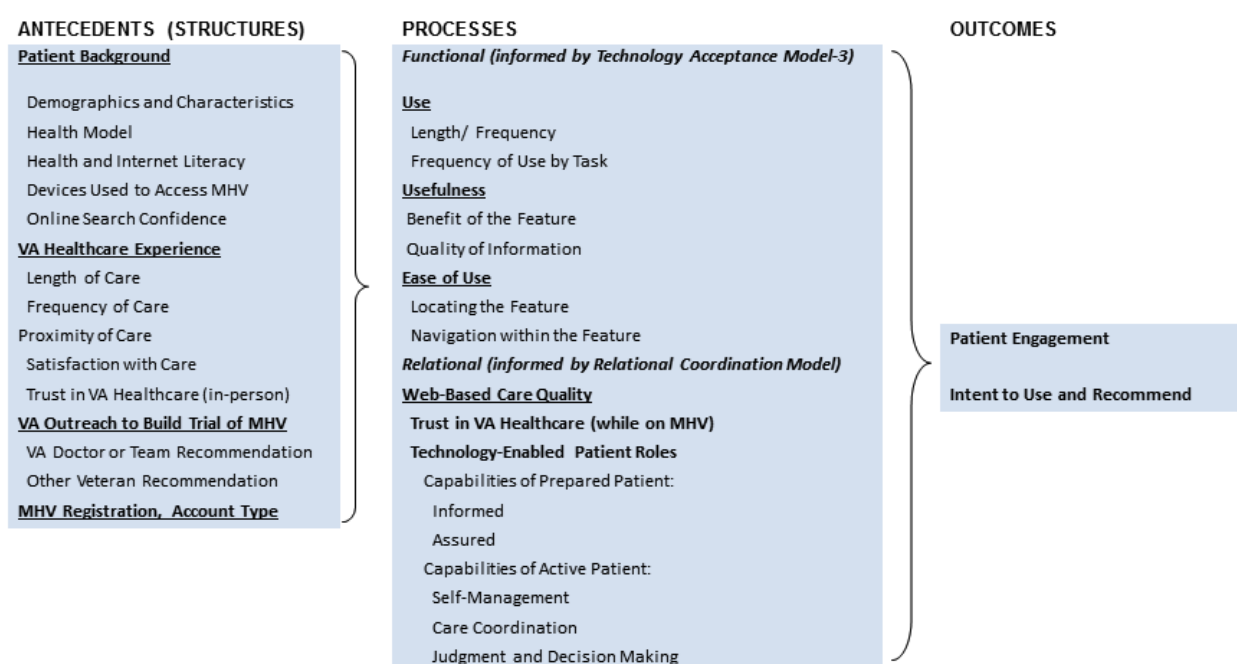 ANTECEDENTS (STRUCTURES)
Patient Background
Demographics and Characteristics
Health Model
Health and Internet Literacy
Devices Used to Access MHV
Online Search Confidence
VA Healthcare Experience
Length of Care
Frequency of Care
Proximity of Care
Satisfaction with Care
Trust in VA Healthcare (in-person)
VA Outreach to Build Trial of MHV
VA Doctor or Team Recommendation
Other Veteran Recommendation
MHV Registration, Account Type
PROCESSES
Functional (informed by Technology Acceptance Model-3)
Use
Length/ Frequency
Frequency of Use by Task
Usefulness
Benefit of the Feature
Quality of Information
Ease of Use
Locating the Feature
Navigation within the Feature
Relational (informed by Relational Coordination Model)
Web-Based Care Quality
Trust in VA Healthcare (while on MHV)
Technology-Enabled Patient Roles
Capabilities of Prepared Patient:
Informed
Assured
Capabilities of Active Patient:
Self-Management
Care Coordination
Judgment and Decision Making
OUTCOMES
Patient Engagement
Intent to Use and Recommend